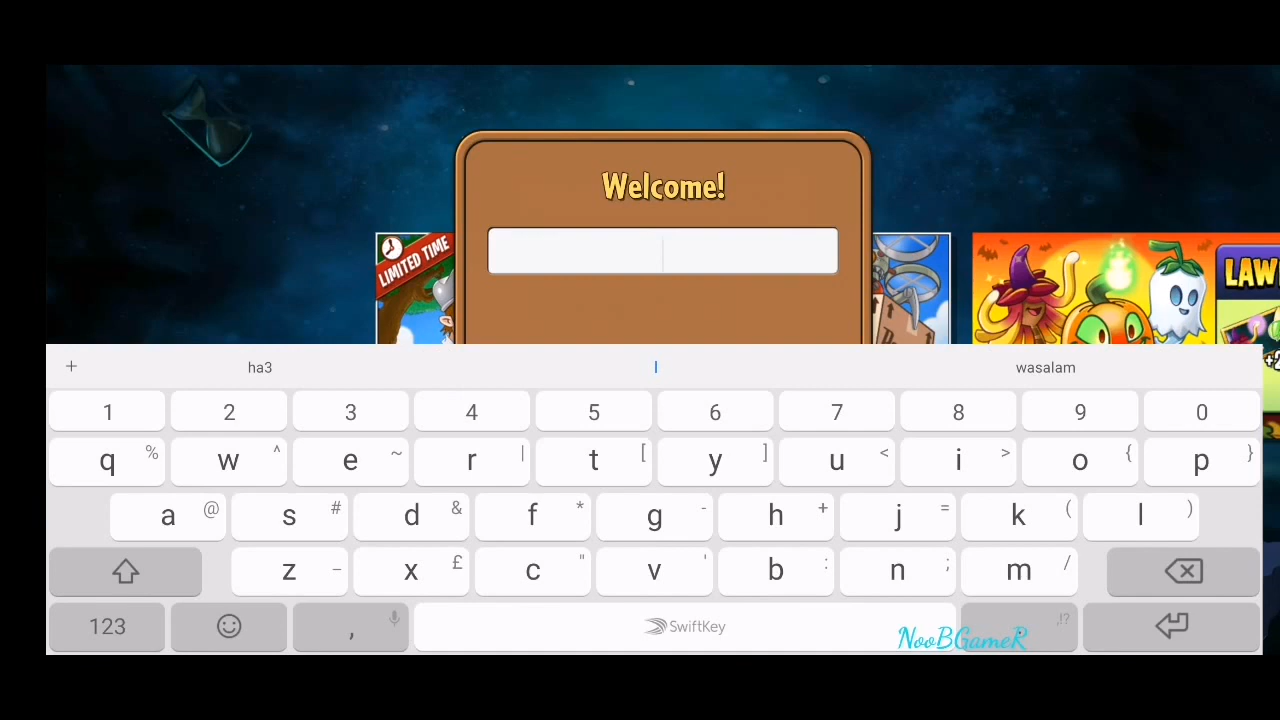 Welcome!
LIMITED TIME
LAW
+2
ha3 l wasalam
1 2 3 4 5 6 7 8 9 0
q % w ^ e ~ r | t [ y ] u < i > o { p }
a @ s # d & f * g - h + j = k ( l )
z _ x £ c " v ' b : n ; m /
123 , SwiftKey ,!?
NooBGameR